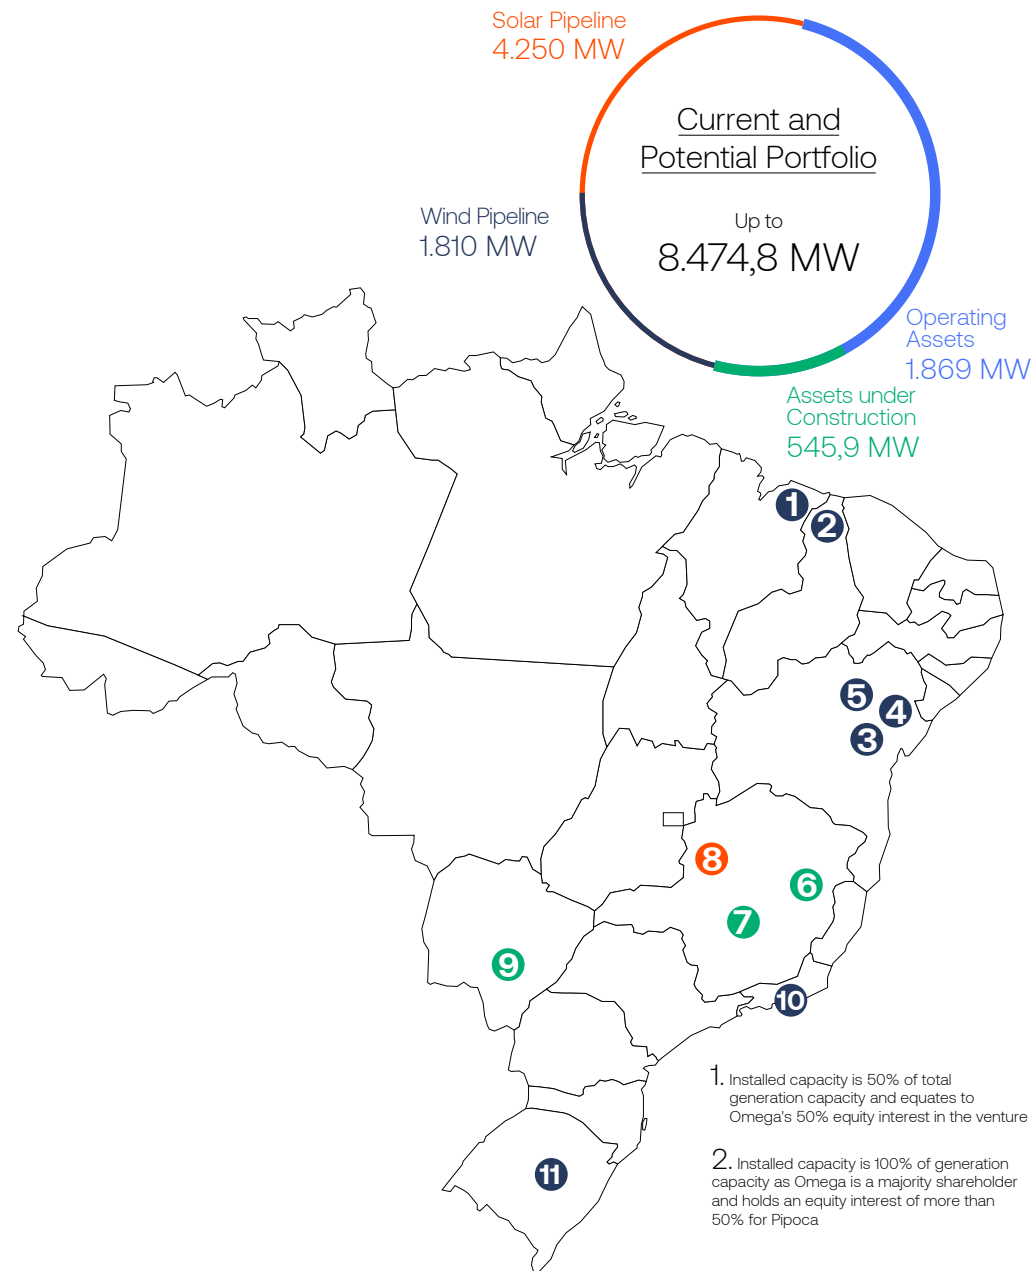 Solar Pipeline
4.250 MW
Current and
Potential Portfolio
Up to
8.474,8 MW
Wind Pipeline
1.810 MW
Operating
Assets
1.869 MW
Assets under
Construction
545,9 MW
1
2
5
4
3
8
6
7
9
10
11
1. Installed capacity is 50% of total
generation capacity and equates to
Omega's 50% equity interest in the venture
2. Installed capacity is 100% of generation
capacity as Omega is a majority shareholder
and holds an equity interest of more than
50% for Pipoca